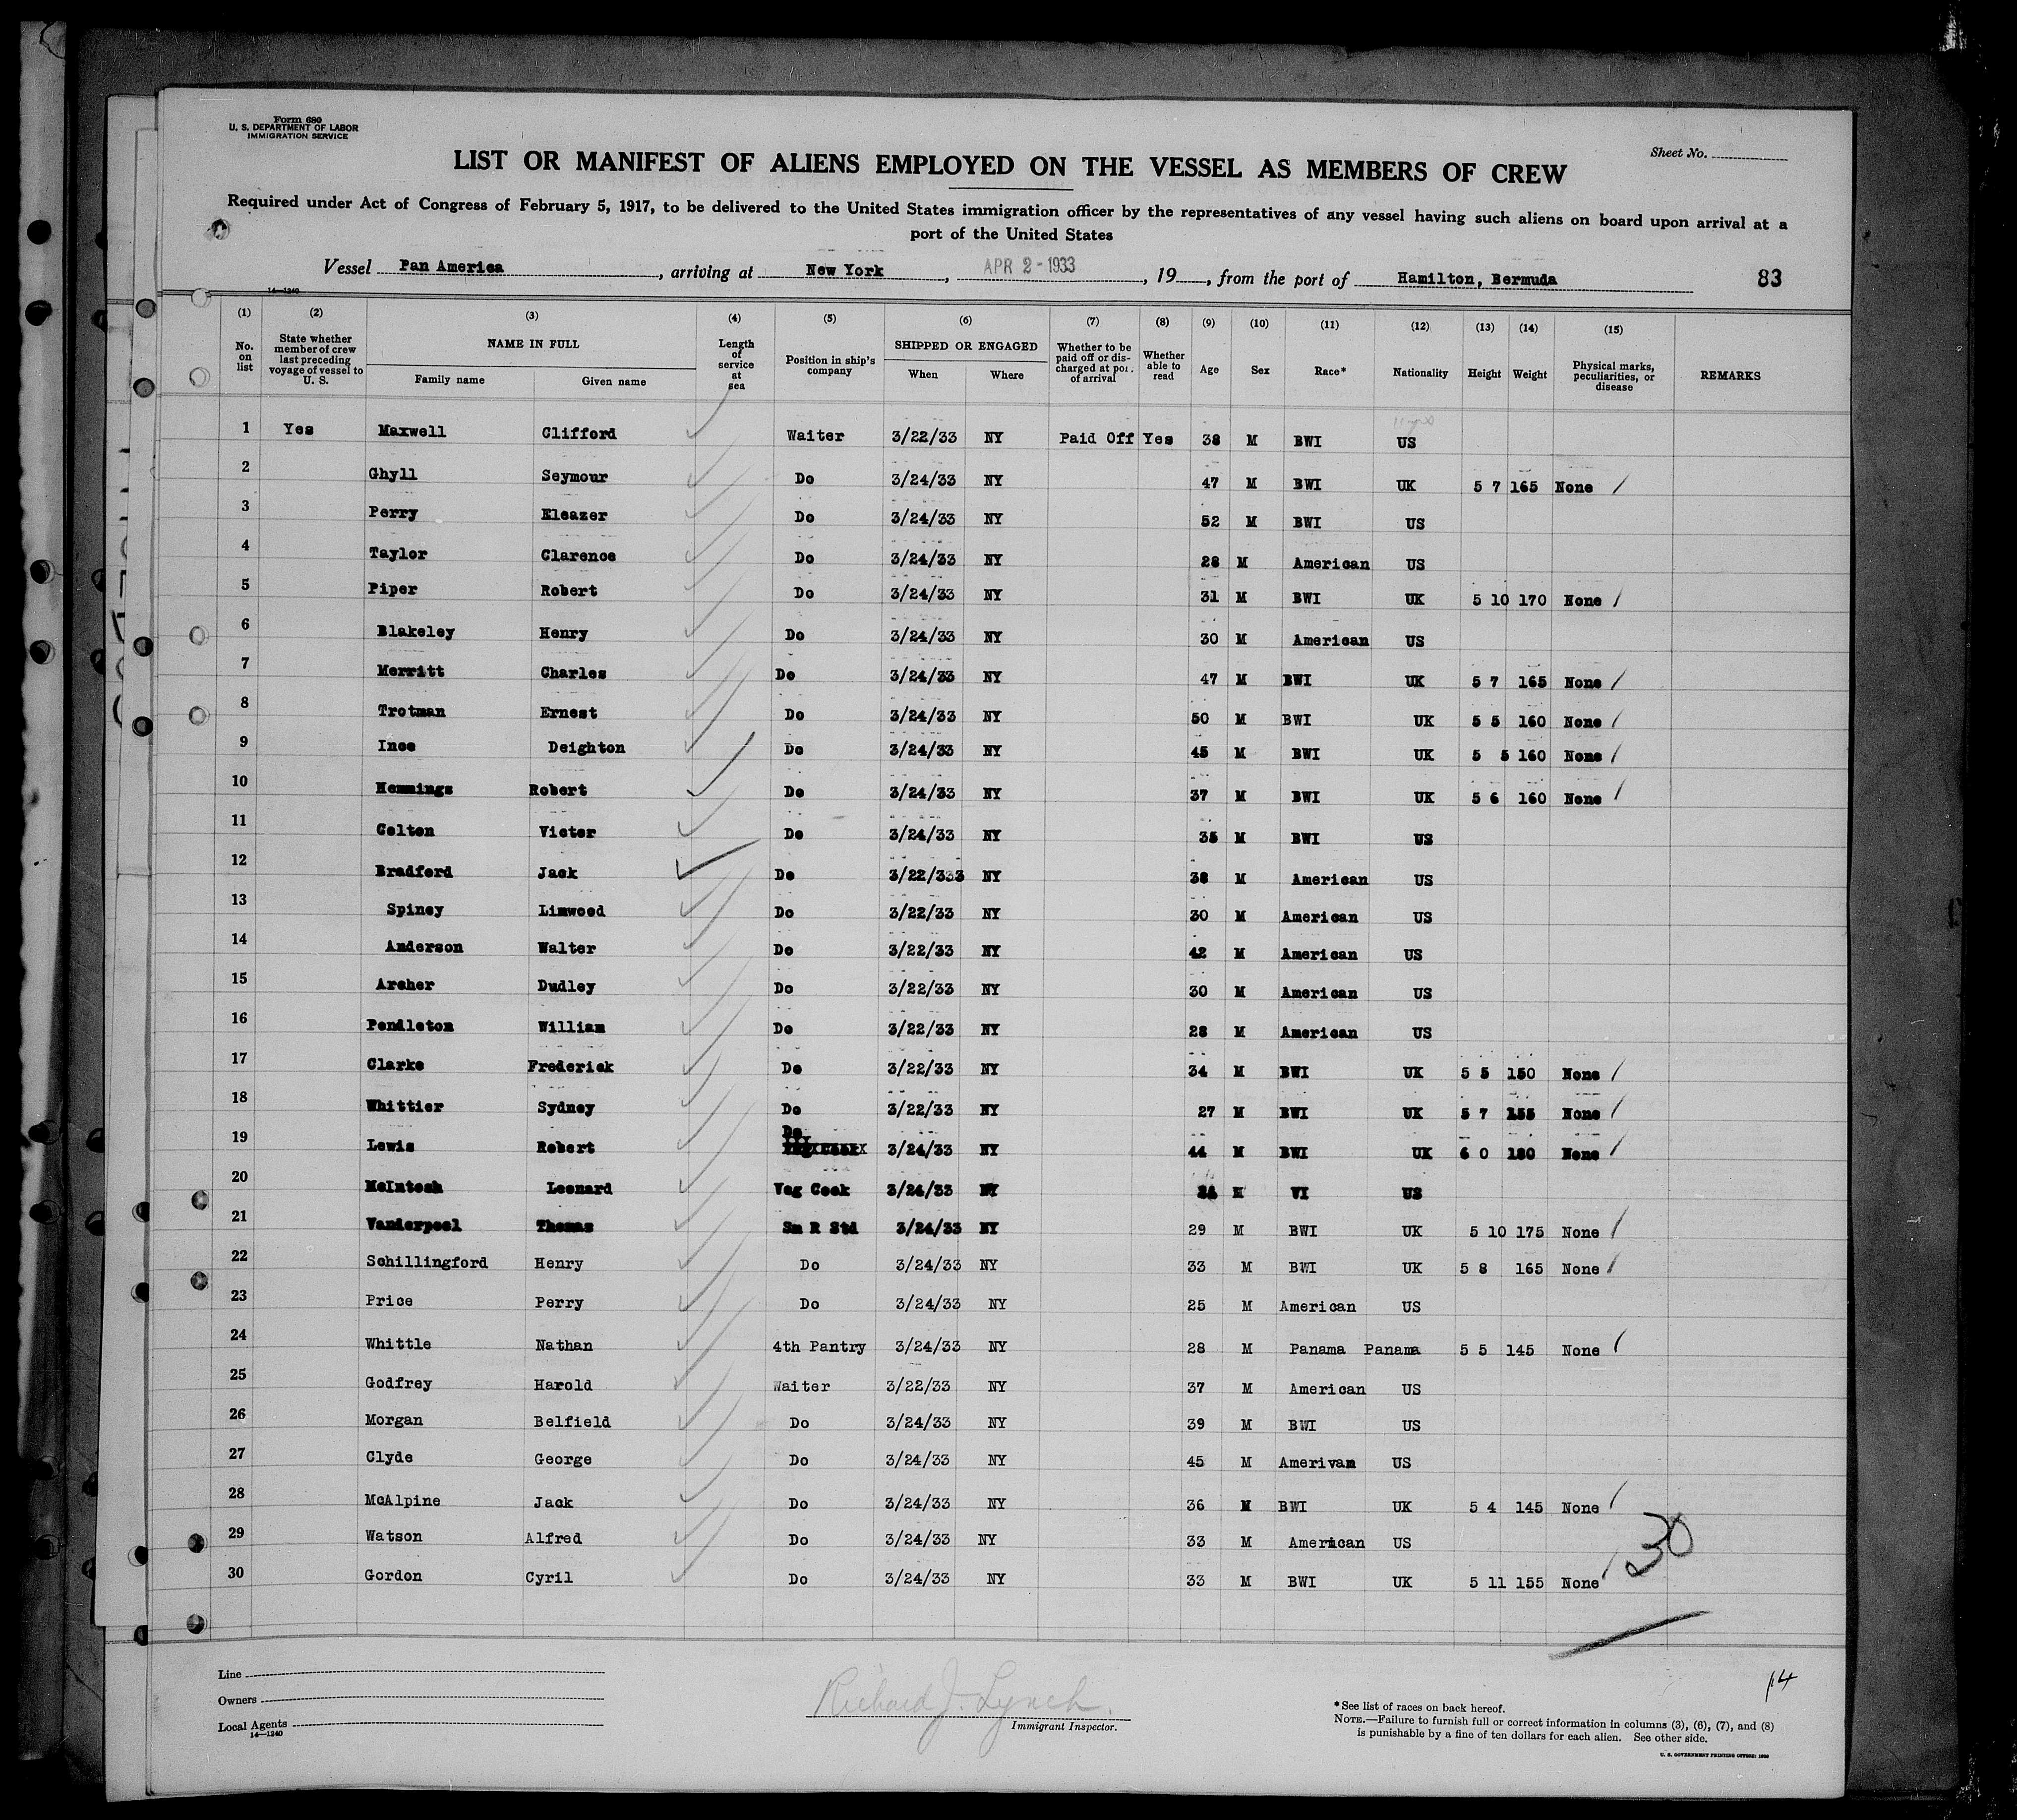 Form 680
U. S. DEPARTMENT OF LABOR
IMMIGRATION SERVICE
Sheet No.
LIST OR MANIFEST OF ALIENS EMPLOYED ON THE VESSEL AS MEMBERS OF CREW
Required under Act of Congress of February 5, 1917, to be delivered to the United States immigration officer by the representatives of any vessel having such aliens on board upon arrival at a
port of the United States
Vessel Pan America, arriving at New York, APR 2-1933, 19, from the port of Hamilton, Bermuda 83
14—1240
(1) (2) (3) (4) (5) (6) (7) (8) (9) (10) (11) (12) (13) (14) (15)
No. on list State whether member of crew last preceding voyage of vessel to U. S. NAME IN FULL Family name Given name Length of service at sea Position in ship's company SHIPPED OR ENGAGED When Where Whether to be paid off or discharged at por. of arrival Whether able to read Age Sex Race* Nationality Height Weight Physical marks, peculiarities, or disease REMARKS
1 Yes Maxwell Clifford Waiter 3/22/33 NY Paid Off Yes 38 M BWI US
2 Ghyll Seymour Do 3/24/33 NY 47 M BWI UK 5 7 165 None
3 Perry Eleazer Do 3/24/33 NY 52 M BWI US
4 Taylor Clarence Do 3/24/33 NY 28 M American US
5 Piper Robert Do 3/24/33 NY 31 M BWI UK 5 10 170 None
6 Blakeley Henry Do 3/24/33 NY 30 M American US
7 Merritt Charles Do 3/24/33 NY 47 M BWI UK 5 7 165 None
8 Trotman Ernest Do 3/24/33 NY 50 M BWI UK 5 5 160 None
9 Ince Deighton Do 3/24/33 NY 45 M BWI UK 5 5 160 None
10 Hemmings Robert Do 3/24/33 NY 37 M BWI UK 5 6 160 None
11 Colton Victor Do 3/24/33 NY 35 M BWI US
12 Bradford Jack Do 3/22/333 NY 38 M American US
13 Spiney Linwood Do 3/22/33 NY 30 M American US
14 Anderson Walter Do 3/22/33 NY 42 M American US
15 Archer Dudley Do 3/22/33 NY 30 M American US
16 Pendleton William Do 3/22/33 NY 28 M American US
17 Clarke Frederick Do 3/22/33 NY 34 M BWI UK 5 5 150 None
18 Whittier Sydney Do 3/22/33 NY 27 M BWI UK 5 7 155 None
19 Lewis Robert Do 3/24/33 NY 44 M BWI UK 6 0 180 None
20 McIntosh Leonard Veg Cook 3/24/33 NY M VI US
21 Vanderpool Thomas Sm R Std 3/24/33 NY 29 M BWI UK 5 10 175 None
22 Schillingford Henry Do 3/24/33 NY 33 M BWI UK 5 8 165 None
23 Price Perry Do 3/24/33 NY 25 M American US
24 Whittle Nathan 4th Pantry 3/24/33 NY 28 M Panama Panama 5 5 145 None
25 Godfrey Harold Waiter 3/22/33 NY 37 M American US
26 Morgan Belfield Do 3/24/33 NY 39 M BWI US
27 Clyde George Do 3/24/33 NY 45 M Amerivan US
28 McAlpine Jack Do 3/24/33 NY 36 M BWI UK 5 4 145 None
29 Watson Alfred Do 3/24/33 NY 33 M American US
30 Gordon Cyril Do 3/24/33 NY 33 M BWI UK 5 11 155 None
30
14
Line
Owners
Local Agents
14—1240
Richard J. Lynch.
Immigrant Inspector.
*See list of races on back hereof.
NOTE.—Failure to furnish full or correct information in columns (3), (6), (7), and (8)
is punishable by a fine of ten dollars for each alien. See other side.
U. S. GOVERNMENT PRINTING OFFICE: